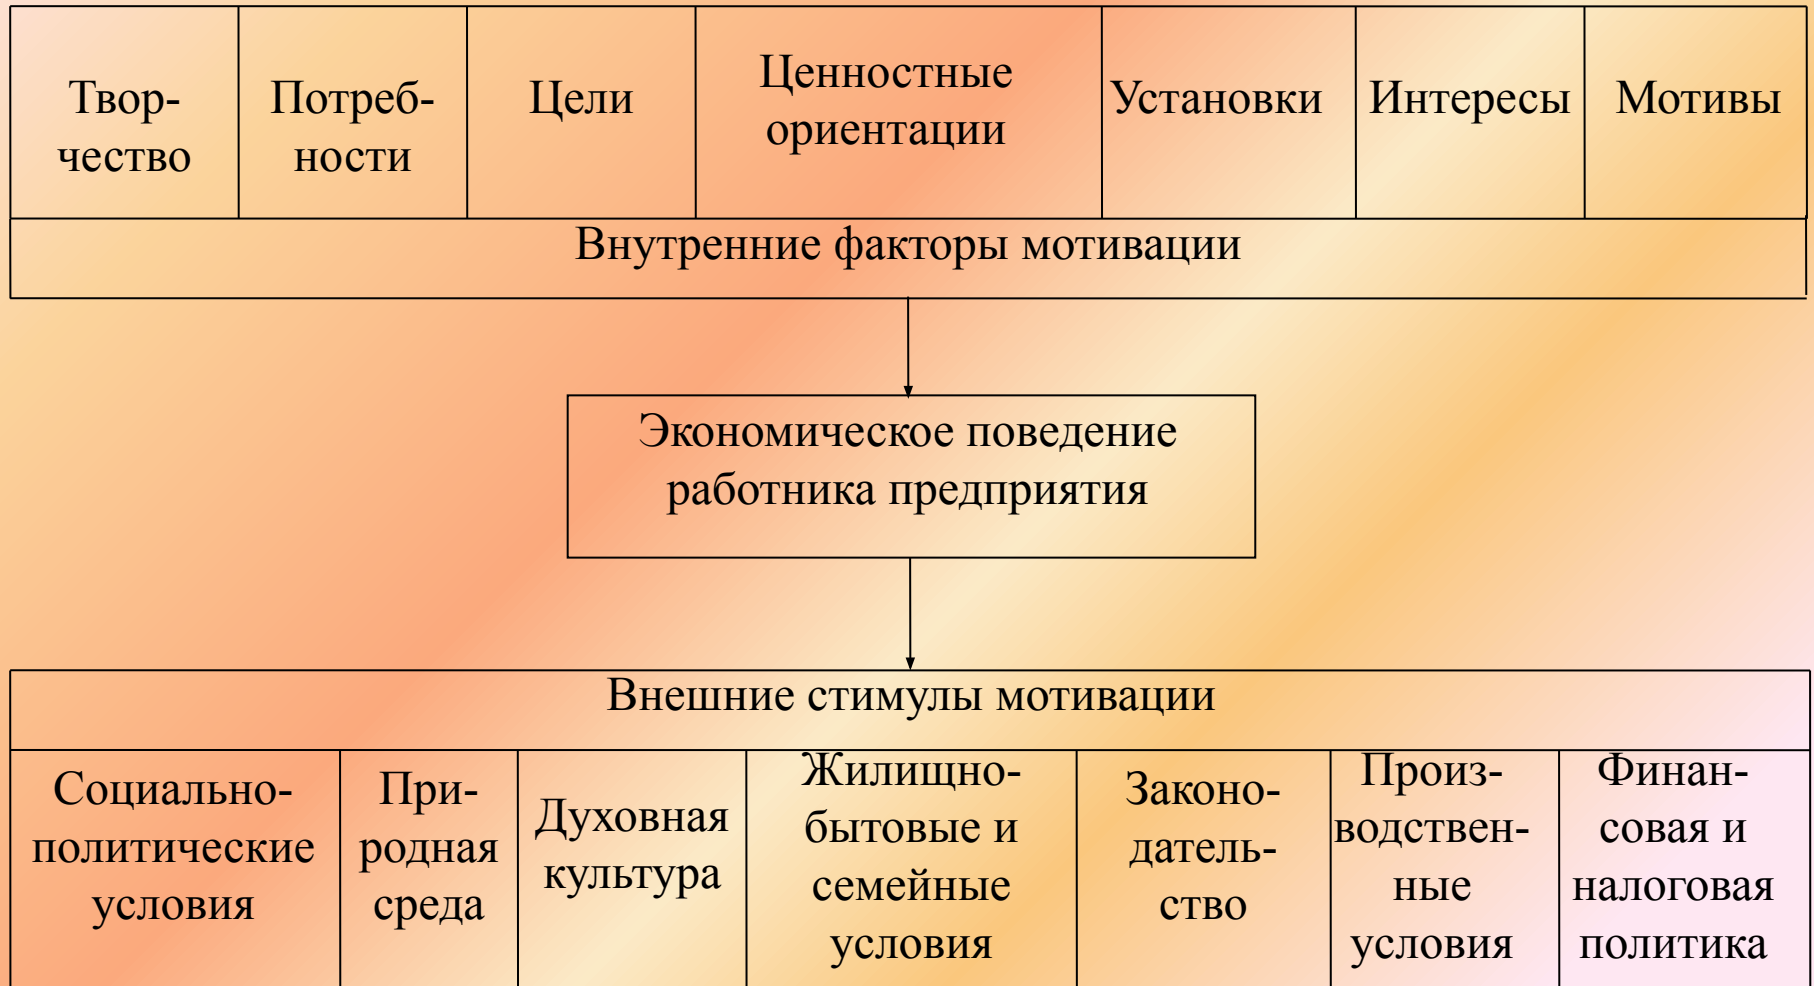 Твор-
чество
Потреб-
ности
Цели
Ценностные
ориентации
Установки
Интересы
Мотивы
Внутренние факторы мотивации
Экономическое поведение
работника предприятия
Внешние стимулы мотивации
Социально-
политические
условия
При-
родная
среда
Духовная
культура
Жилищно-
бытовые и
семейные
условия
Законо-
датель-
ство
Произ-
водствен-
ные
условия
Финан-
совая и
налоговая
политика